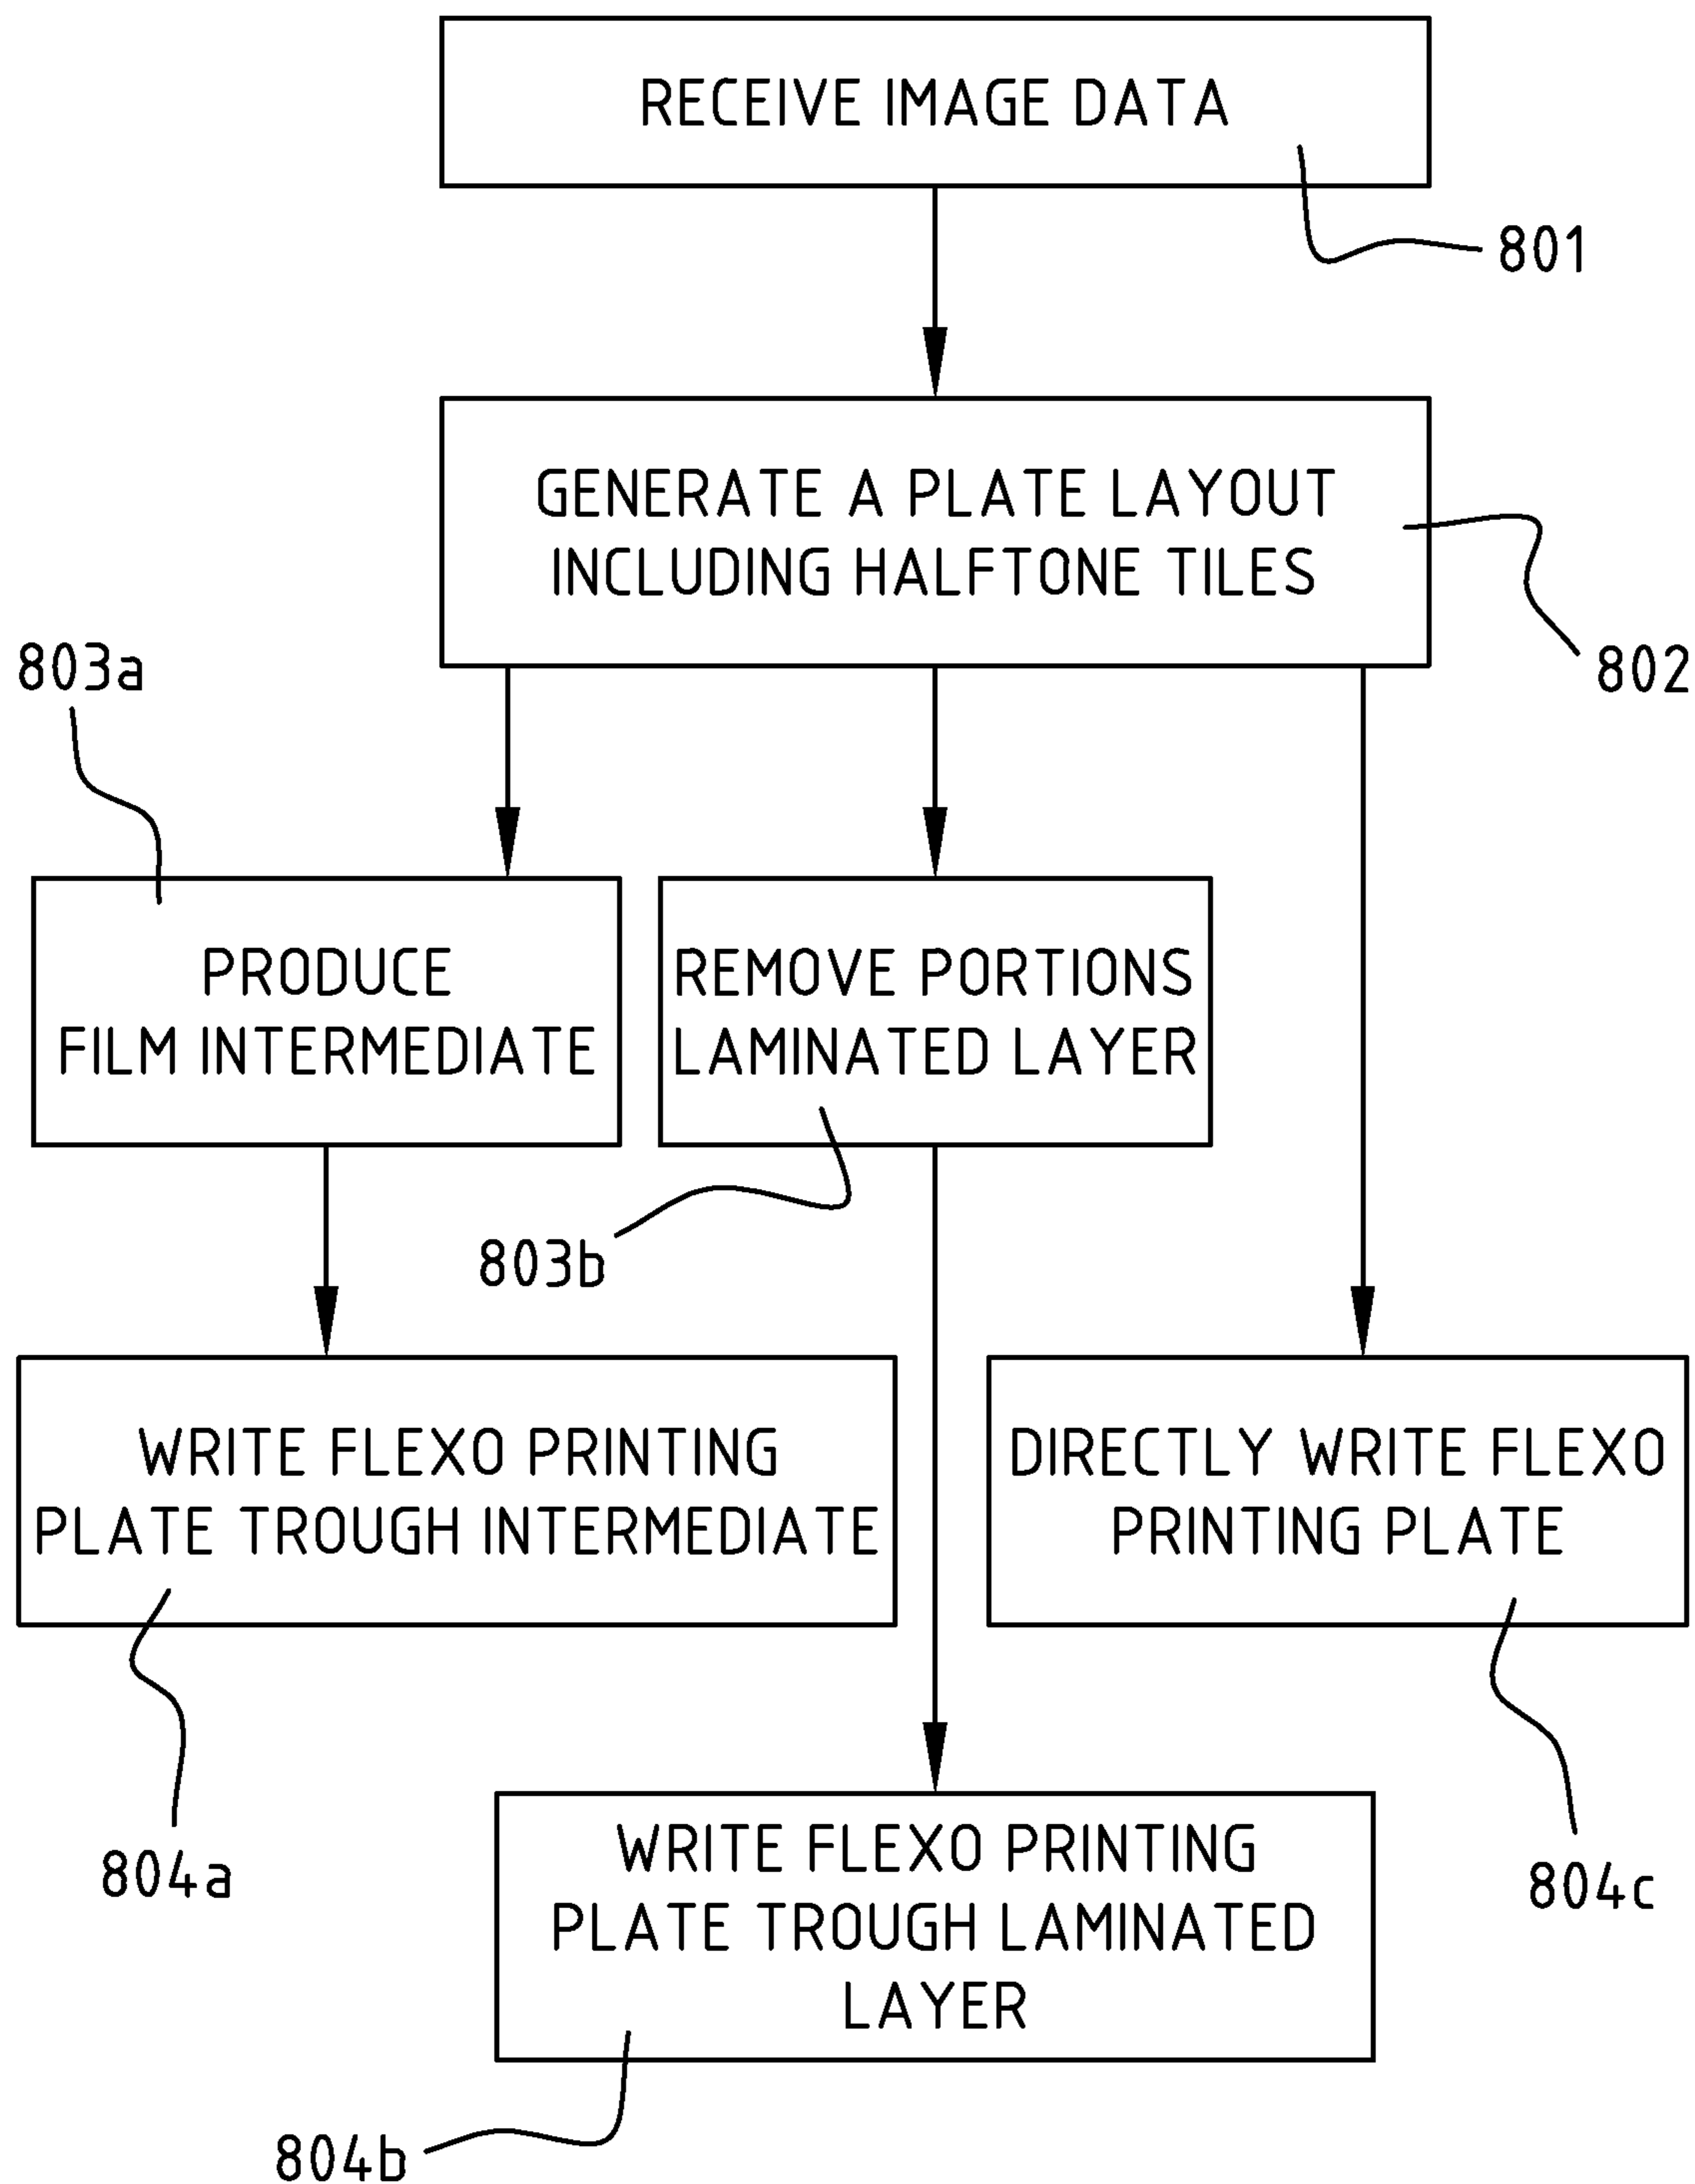 RECEIVE IMAGE DATA
801
GENERATE A PLATE LAYOUT
INCLUDING HALFTONE TILES
802
803a
PRODUCE
FILM INTERMEDIATE
REMOVE PORTIONS
LAMINATED LAYER
803b
WRITE FLEXO PRINTING
PLATE TROUGH INTERMEDIATE
804a
DIRECTLY WRITE FLEXO
PRINTING PLATE
804c
WRITE FLEXO PRINTING
PLATE TROUGH LAMINATED
LAYER
804b